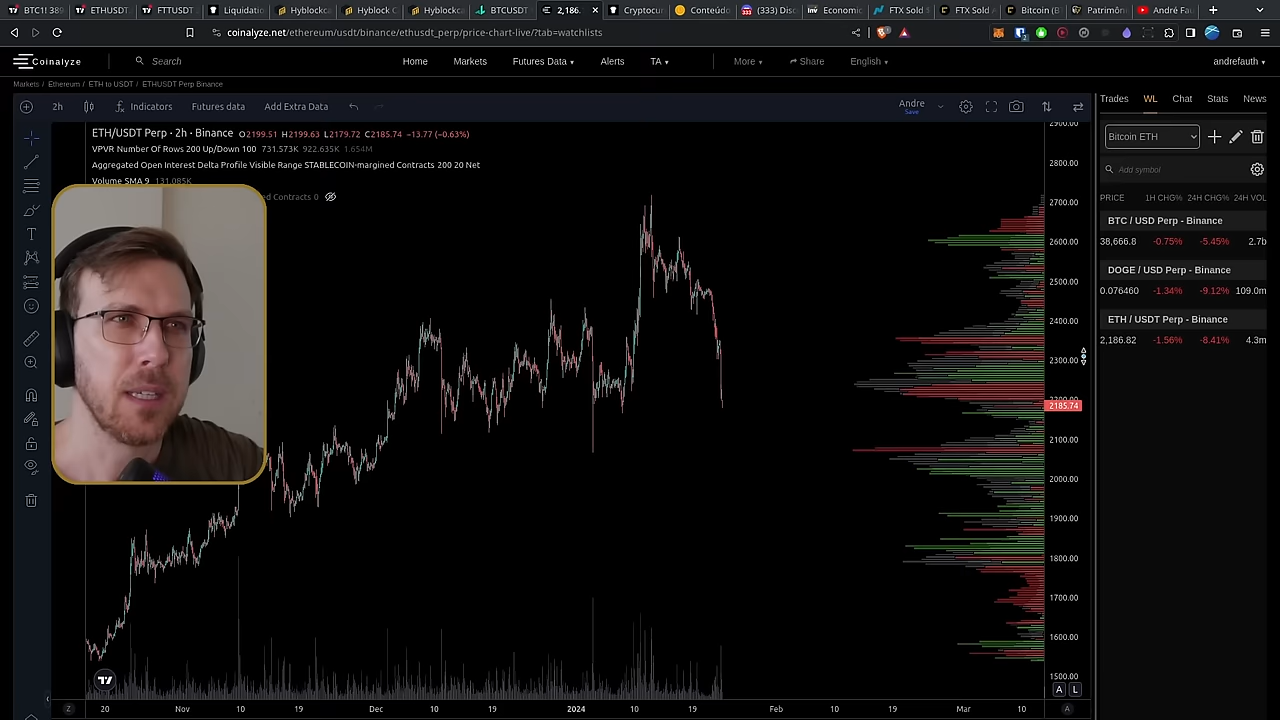 BTC1! 389
ETHUSDT
FTTUSDT
Liquidatio
Hyblockca
Hyblock C
Hyblockca
BTCUSDT
2,186.
Cryptocur
Conteúdo
(333) Disc
Economic
FTX Sold $
FTX Sold A
Bitcoin (B
Patrimôni
André Fau
coinalyze.net/ethereum/usdt/binance/ethusdt_perp/price-chart-live/?tab=watchlists
Coinalyze
Search
Home
Markets
Futures Data
Alerts
TA
More
Share
English
andrefauth
Markets
Ethereum
ETH to USDT
ETHUSDT Perp Binance
2h
Indicators
Futures data
Add Extra Data
Andre
Save
Trades
WL
Chat
Stats
News
ETH/USDT Perp · 2h · Binance O2199.51 H2199.63 L2179.72 C2185.74 −13.77 (−0.63%)
VPVR Number Of Rows 200 Up/Down 100 731.573K 922.635K 1.654M
Aggregated Open Interest Delta Profile Visible Range STABLECOIN-margined Contracts 200 20 Net
Volume SMA 9 131.085K
d Contracts 0
Bitcoin ETH
Add symbol
PRICE 1H CHG% 24H CHG% 24H VOL
BTC / USD Perp - Binance
38,666.8 -0.75% -5.45% 2.7b
DOGE / USD Perp - Binance
0.076460 -1.34% -9.12% 109.0m
ETH / USDT Perp - Binance
2,186.82 -1.56% -8.41% 4.3m
2900.00
2800.00
2700.00
2600.00
2500.00
2400.00
2300.00
2185.74
2100.00
2000.00
1900.00
1800.00
1700.00
1600.00
1500.00
A L
Z
20
Nov
10
19
Dec
10
19
2024
10
19
Feb
10
19
Mar
10
A